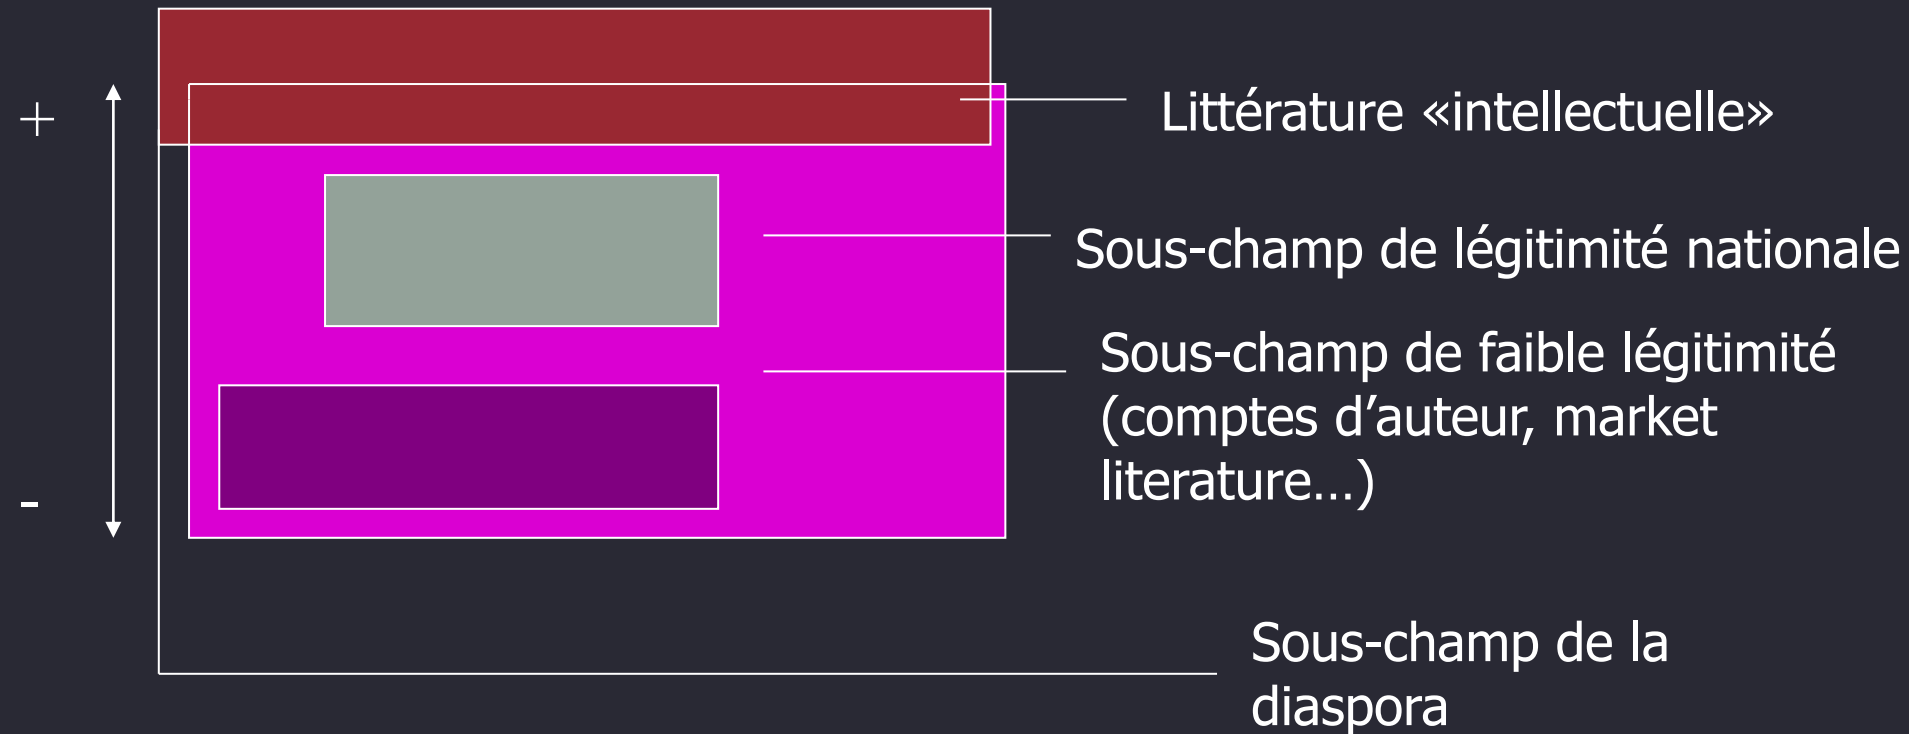 +
Littérature «intellectuelle»
Sous-champ de légitimité nationale
Sous-champ de faible légitimité
(comptes d’auteur, market
literature…)
-
Sous-champ de la
diaspora